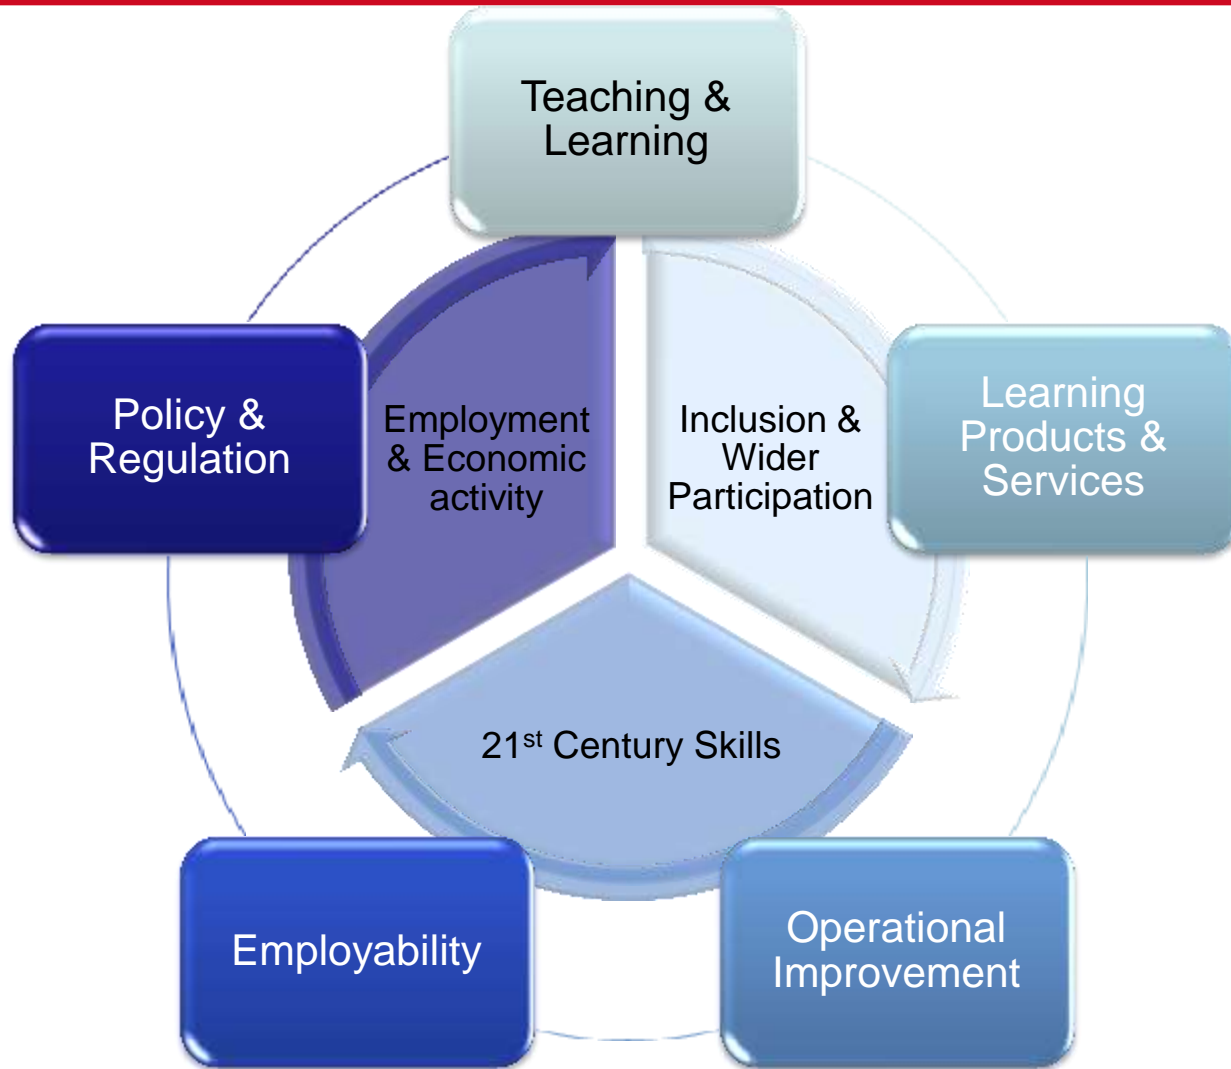 Teaching &
Learning
Policy &
Regulation
Employment
& Economic
activity
Inclusion &
Wider
Participation
Learning
Products &
Services
21st Century Skills
Employability
Operational
Improvement